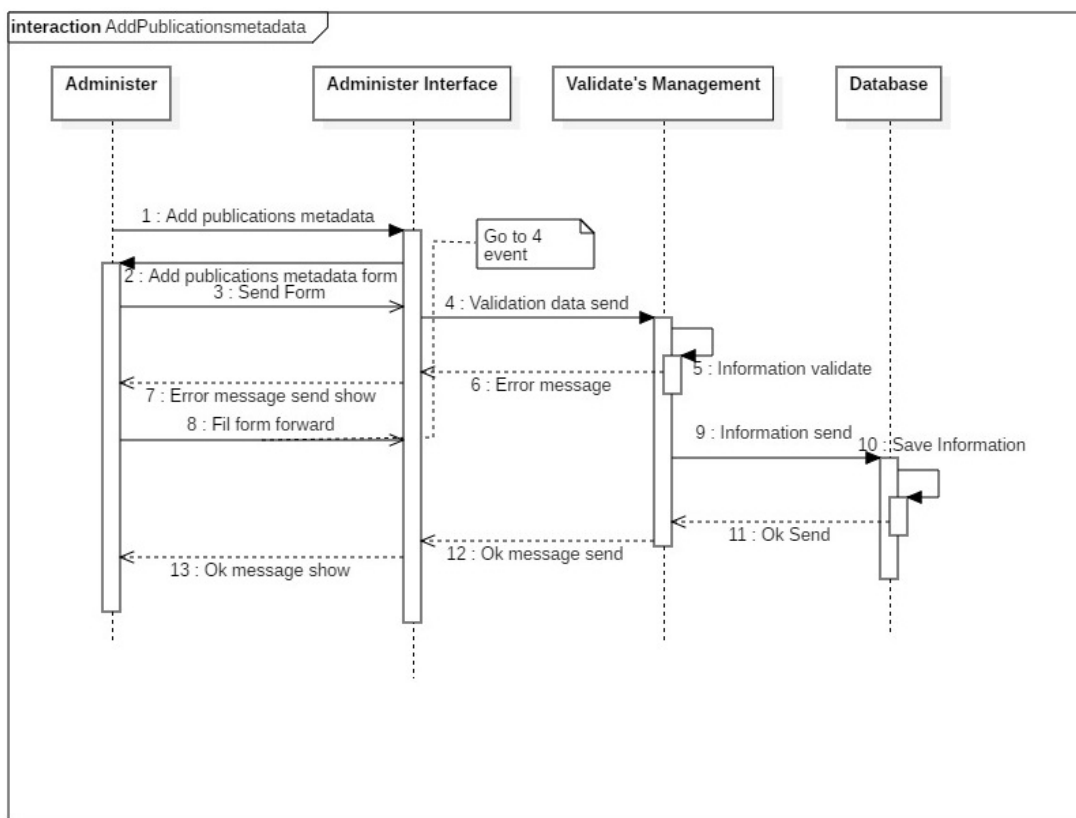 interaction AddPublicationsmetadata
Administer
Administer Interface
Validate's Management
Database
1 : Add publications metadata
Go to 4
event
2 : Add publications metadata form
3 : Send Form
4 : Validation data send
5 : Information validate
6 : Error message
7 : Error message send show
8 : Fil form forward
9 : Information send
10 : Save Information
11 : Ok Send
12 : Ok message send
13 : Ok message show